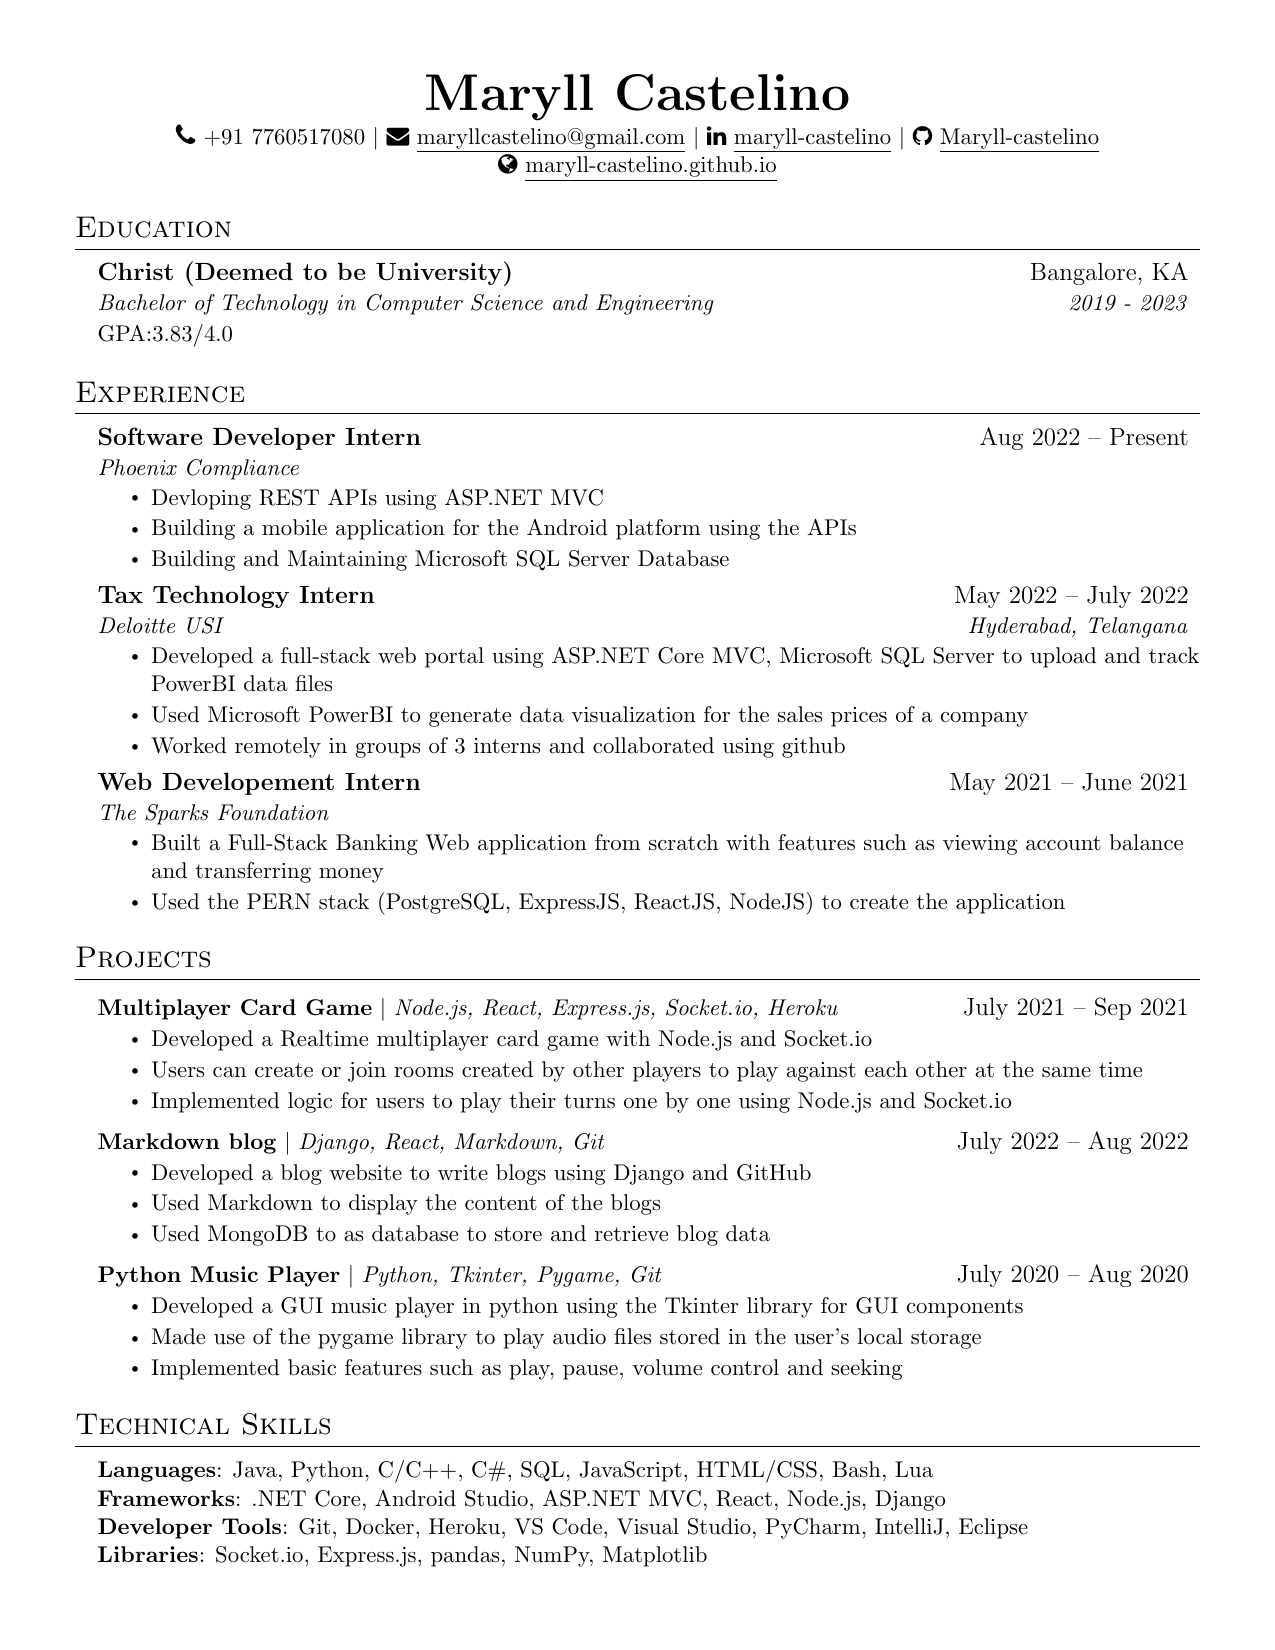 Maryll Castelino
+91 7760517080 | maryllcastelino@gmail.com | maryll-castelino | Maryll-castelino
maryll-castelino.github.io
Education
Christ (Deemed to be University) Bangalore, KA
Bachelor of Technology in Computer Science and Engineering 2019 - 2023
GPA:3.83/4.0
Experience
Software Developer Intern Aug 2022 – Present
Phoenix Compliance
• Devloping REST APIs using ASP.NET MVC
• Building a mobile application for the Android platform using the APIs
• Building and Maintaining Microsoft SQL Server Database
Tax Technology Intern May 2022 – July 2022
Deloitte USI Hyderabad, Telangana
• Developed a full-stack web portal using ASP.NET Core MVC, Microsoft SQL Server to upload and track
PowerBI data files
• Used Microsoft PowerBI to generate data visualization for the sales prices of a company
• Worked remotely in groups of 3 interns and collaborated using github
Web Developement Intern May 2021 – June 2021
The Sparks Foundation
• Built a Full-Stack Banking Web application from scratch with features such as viewing account balance
and transferring money
• Used the PERN stack (PostgreSQL, ExpressJS, ReactJS, NodeJS) to create the application
Projects
Multiplayer Card Game | Node.js, React, Express.js, Socket.io, Heroku July 2021 – Sep 2021
• Developed a Realtime multiplayer card game with Node.js and Socket.io
• Users can create or join rooms created by other players to play against each other at the same time
• Implemented logic for users to play their turns one by one using Node.js and Socket.io
Markdown blog | Django, React, Markdown, Git July 2022 – Aug 2022
• Developed a blog website to write blogs using Django and GitHub
• Used Markdown to display the content of the blogs
• Used MongoDB to as database to store and retrieve blog data
Python Music Player | Python, Tkinter, Pygame, Git July 2020 – Aug 2020
• Developed a GUI music player in python using the Tkinter library for GUI components
• Made use of the pygame library to play audio files stored in the user's local storage
• Implemented basic features such as play, pause, volume control and seeking
Technical Skills
Languages: Java, Python, C/C++, C#, SQL, JavaScript, HTML/CSS, Bash, Lua
Frameworks: .NET Core, Android Studio, ASP.NET MVC, React, Node.js, Django
Developer Tools: Git, Docker, Heroku, VS Code, Visual Studio, PyCharm, IntelliJ, Eclipse
Libraries: Socket.io, Express.js, pandas, NumPy, Matplotlib